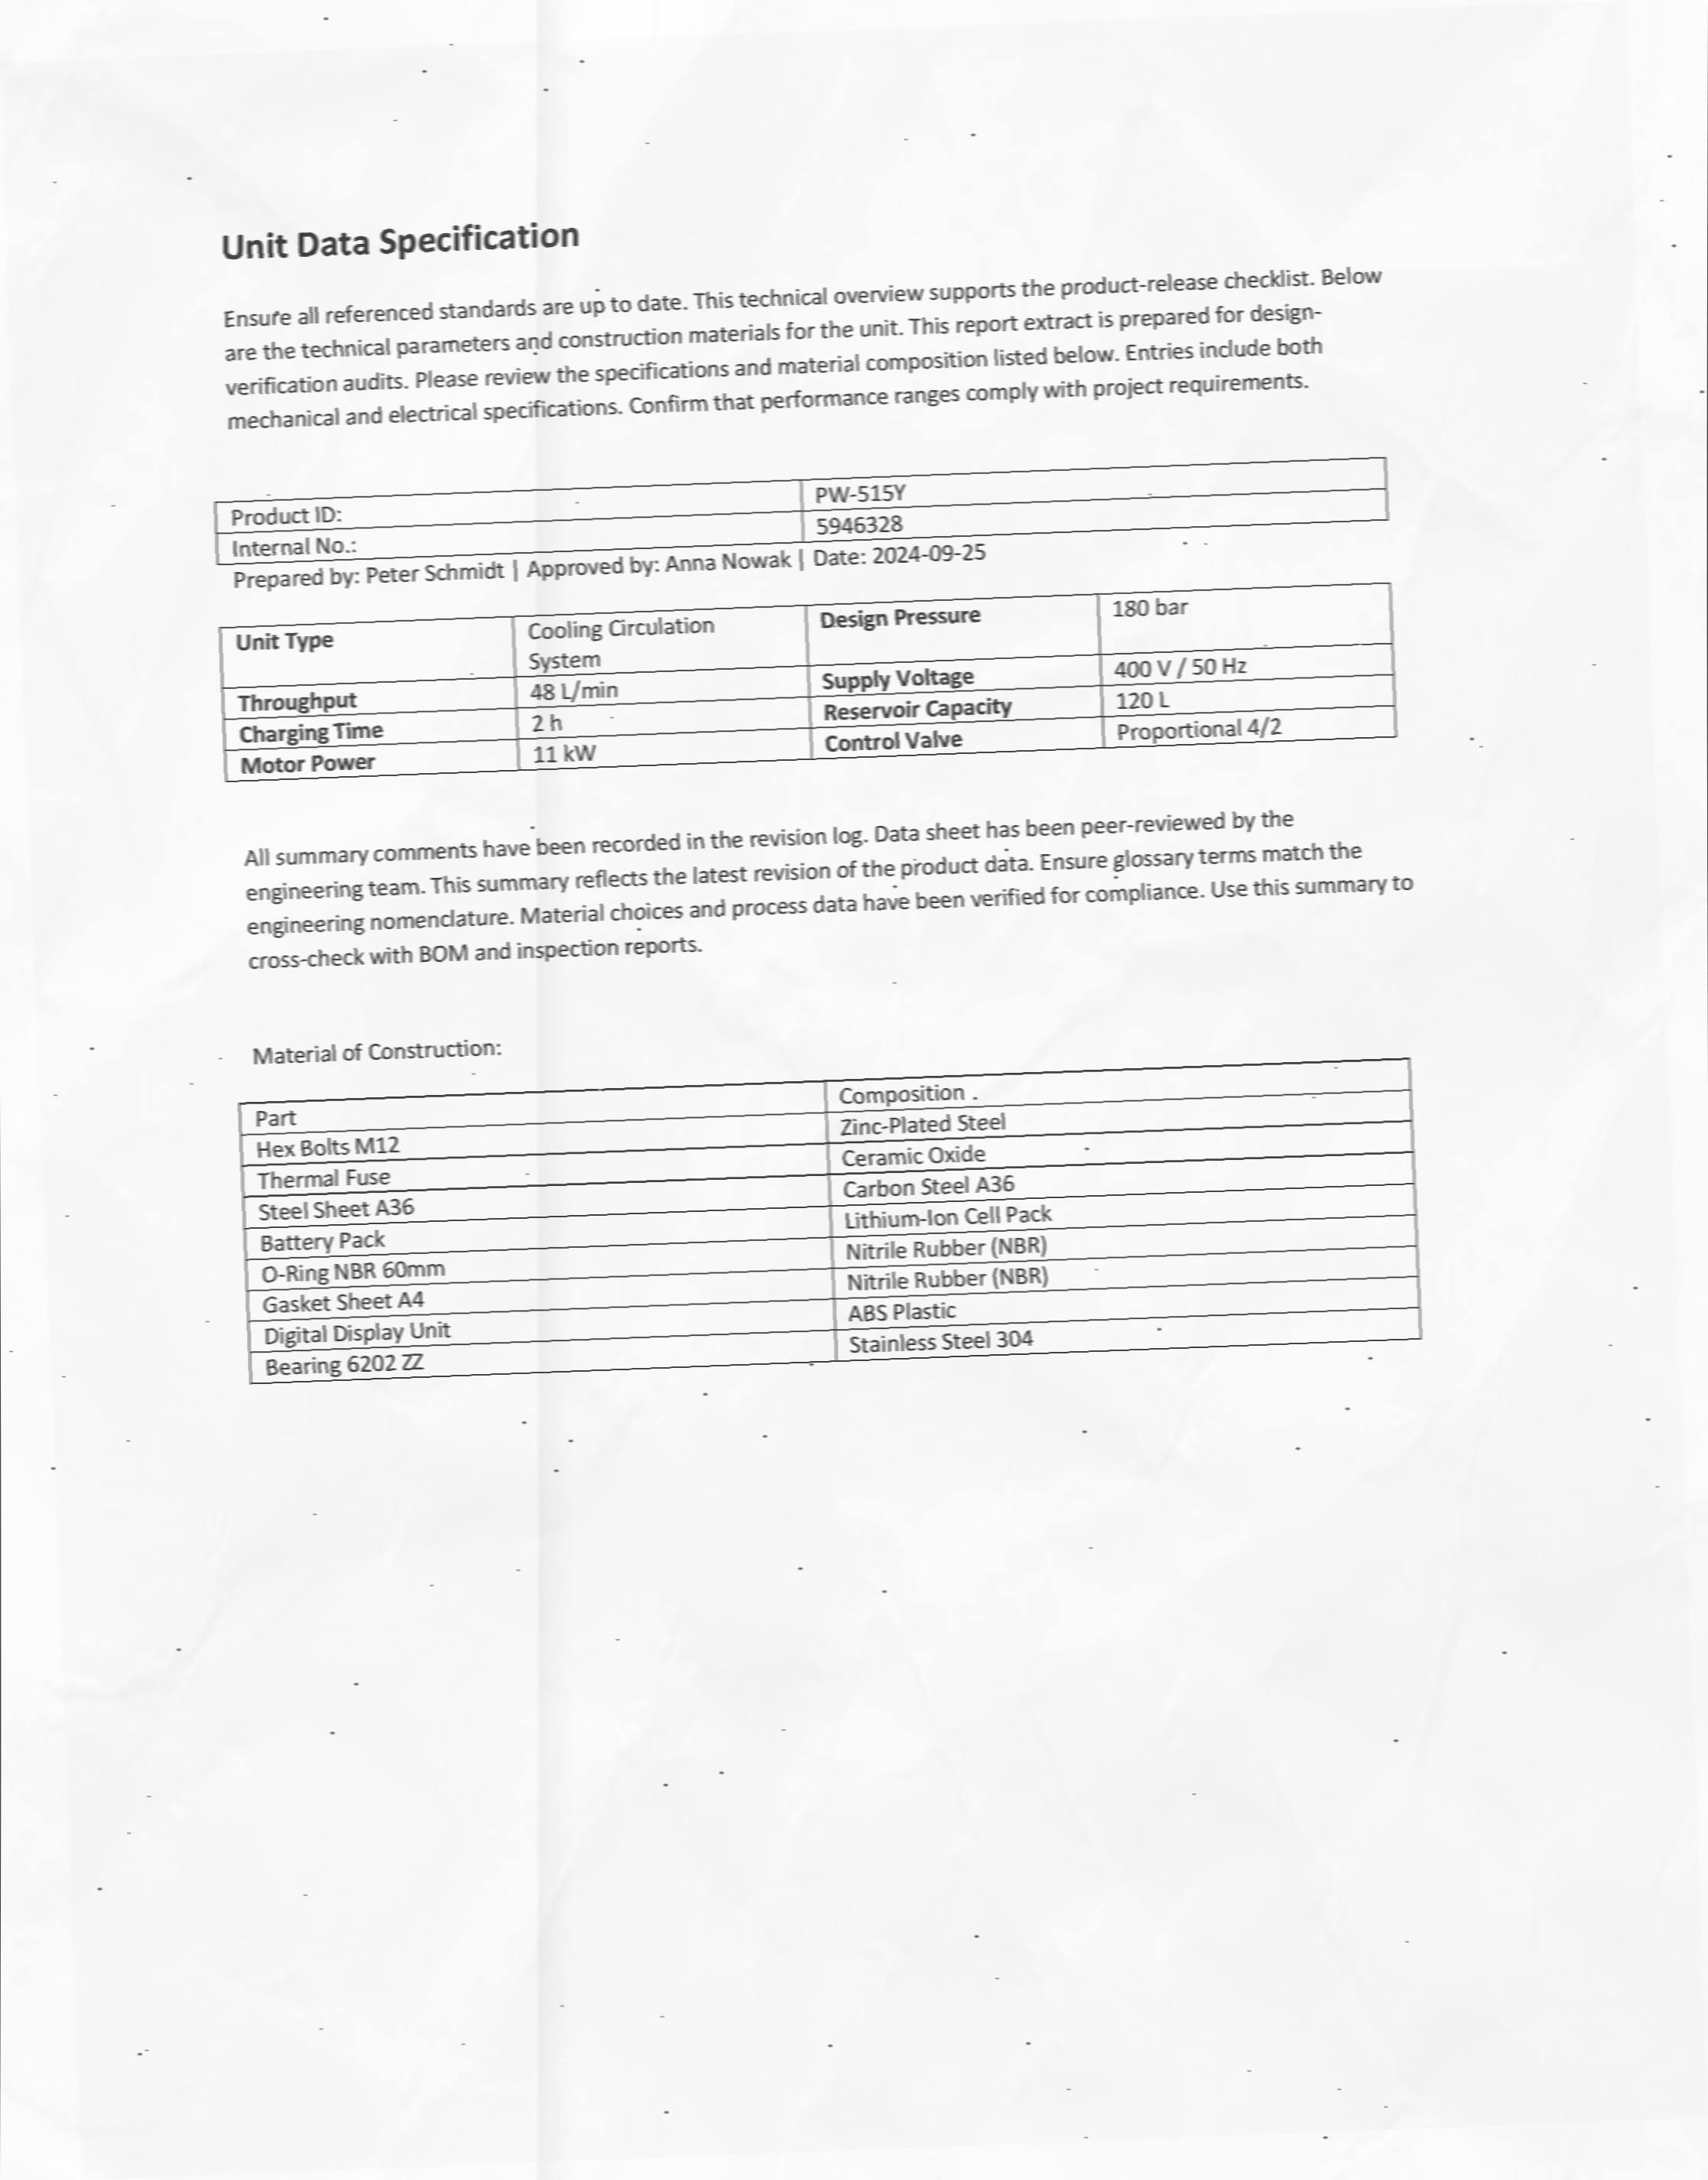 Unit Data Specification
Ensure all referenced standards are up to date. This technical overview supports the product-release checklist. Below
are the technical parameters and construction materials for the unit. This report extract is prepared for design-
verification audits. Please review the specifications and material composition listed below. Entries include both
mechanical and electrical specifications. Confirm that performance ranges comply with project requirements.
Product ID: PW-515Y
Internal No.: 5946328
Prepared by: Peter Schmidt | Approved by: Anna Nowak | Date: 2024-09-25
Unit Type Cooling Circulation System Design Pressure 180 bar
Throughput 48 L/min Supply Voltage 400 V / 50 Hz
Charging Time 2 h Reservoir Capacity 120 L
Motor Power 11 kW Control Valve Proportional 4/2
All summary comments have been recorded in the revision log. Data sheet has been peer-reviewed by the
engineering team. This summary reflects the latest revision of the product data. Ensure glossary terms match the
engineering nomenclature. Material choices and process data have been verified for compliance. Use this summary to
cross-check with BOM and inspection reports.
Material of Construction:
Part Composition
Hex Bolts M12 Zinc-Plated Steel
Thermal Fuse Ceramic Oxide
Steel Sheet A36 Carbon Steel A36
Battery Pack Lithium-Ion Cell Pack
O-Ring NBR 60mm Nitrile Rubber (NBR)
Gasket Sheet A4 Nitrile Rubber (NBR)
Digital Display Unit ABS Plastic
Bearing 6202 ZZ Stainless Steel 304